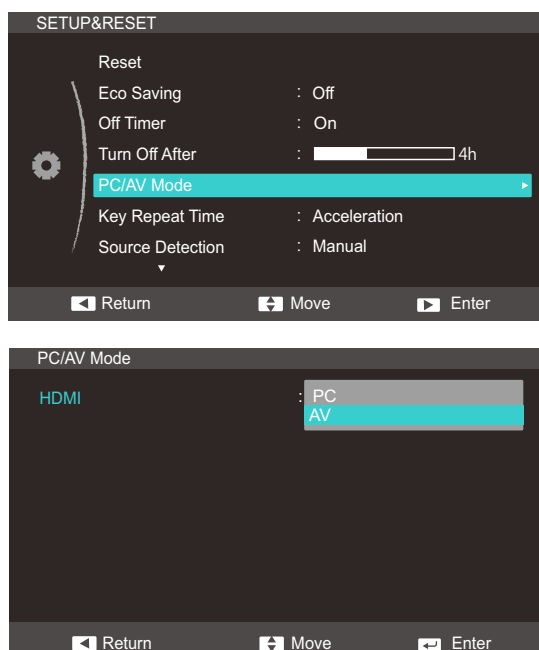 SETUP&RESET
Reset
Eco Saving : Off
Off Timer : On
Turn Off After : 4h
PC/AV Mode
Key Repeat Time : Acceleration
Source Detection : Manual
Return Move Enter
PC/AV Mode
HDMI : PC
AV
Return Move Enter